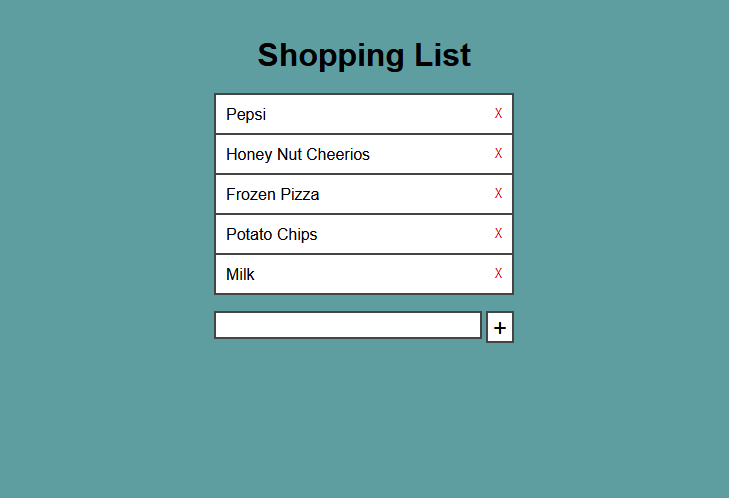 Shopping List
Pepsi X
Honey Nut Cheerios X
Frozen Pizza X
Potato Chips X
Milk X
+